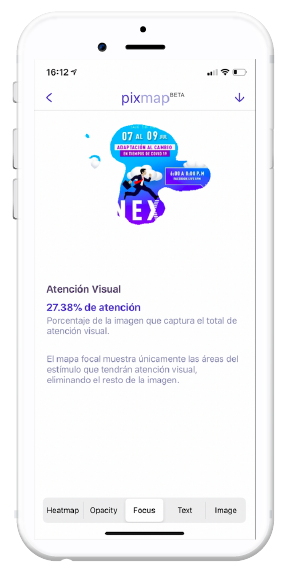 16:12
pixmap BETA
07 AL 09 JUL
ADAPTACIÓN AL CAMBIO
EN TIEMPOS DE COVID 19
6:00 A 8:00 P.M
NEX
Atención Visual
27.38% de atención
Porcentaje de la imagen que captura el total de
atención visual.
El mapa focal muestra únicamente las áreas del
estímulo que tendrán atención visual,
eliminando el resto de la imagen.
Heatmap Opacity Focus Text Image